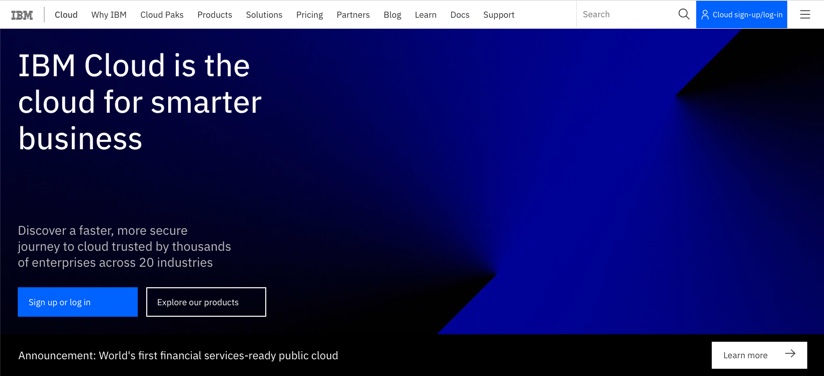 IBM Cloud Why IBM Cloud Paks Products Solutions Pricing Partners Blog Learn Docs Support Search Cloud sign-up/log-in
IBM Cloud is the
cloud for smarter
business
Discover a faster, more secure
journey to cloud trusted by thousands
of enterprises across 20 industries
Sign up or log in Explore our products
Announcement: World's first financial services-ready public cloud Learn more